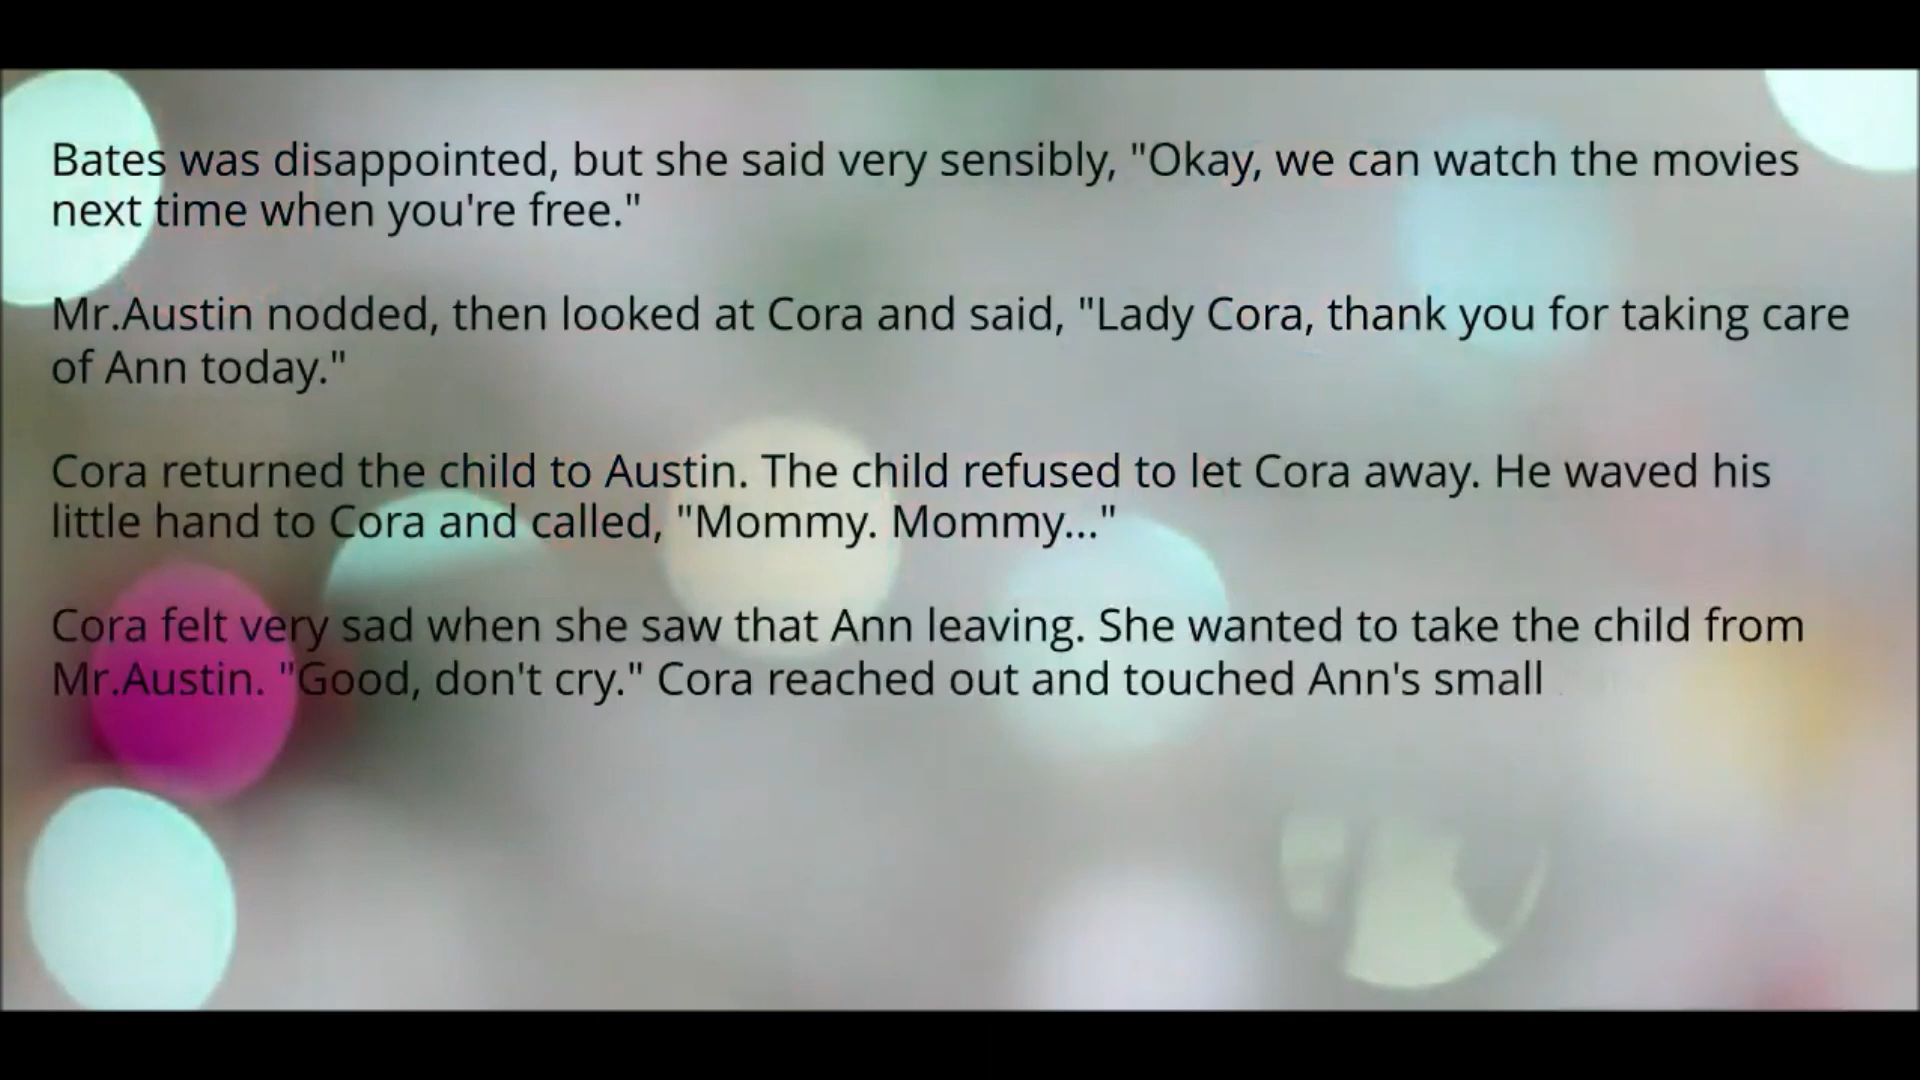 Bates was disappointed, but she said very sensibly, "Okay, we can watch the movies
next time when you're free."
Mr.Austin nodded, then looked at Cora and said, "Lady Cora, thank you for taking care
of Ann today."
Cora returned the child to Austin. The child refused to let Cora away. He waved his
little hand to Cora and called, "Mommy. Mommy..."
Cora felt very sad when she saw that Ann leaving. She wanted to take the child from
Mr.Austin. "Good, don't cry." Cora reached out and touched Ann's small